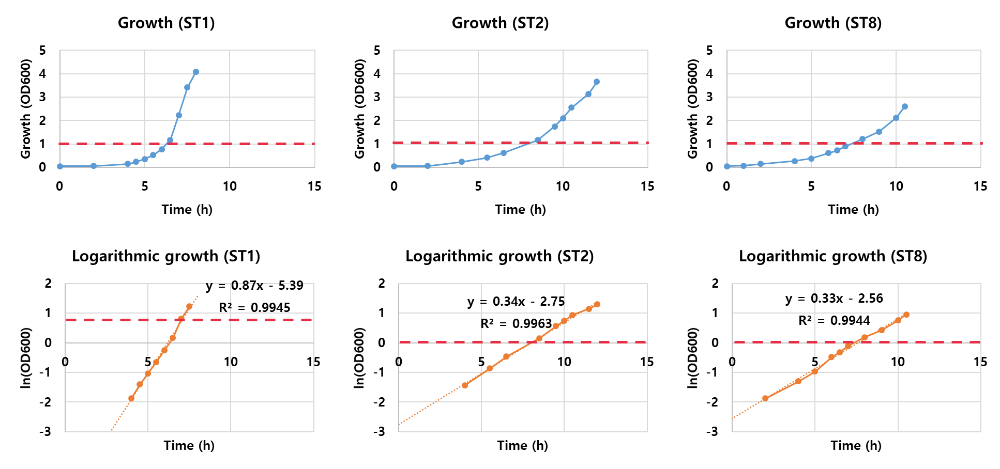 Growth (ST1)
5
4
3
2
1
0
0 5 10 15
Growth (OD600)
Time (h)
Growth (ST2)
5
4
3
2
1
0
0 5 10 15
Growth (OD600)
Time (h)
Growth (ST8)
5
4
3
2
1
0
0 5 10 15
Growth (OD600)
Time (h)
Logarithmic growth (ST1)
y = 0.87x - 5.39
R² = 0.9945
2
1
0
-1
-2
-3
0 5 10 15
ln(OD600)
Time (h)
Logarithmic growth (ST2)
y = 0.34x - 2.75
R² = 0.9963
2
1
0
-1
-2
-3
0 5 10 15
ln(OD600)
Time (h)
Logarithmic growth (ST8)
y = 0.33x - 2.56
R² = 0.9944
2
1
0
-1
-2
-3
0 5 10 15
ln(OD600)
Time (h)